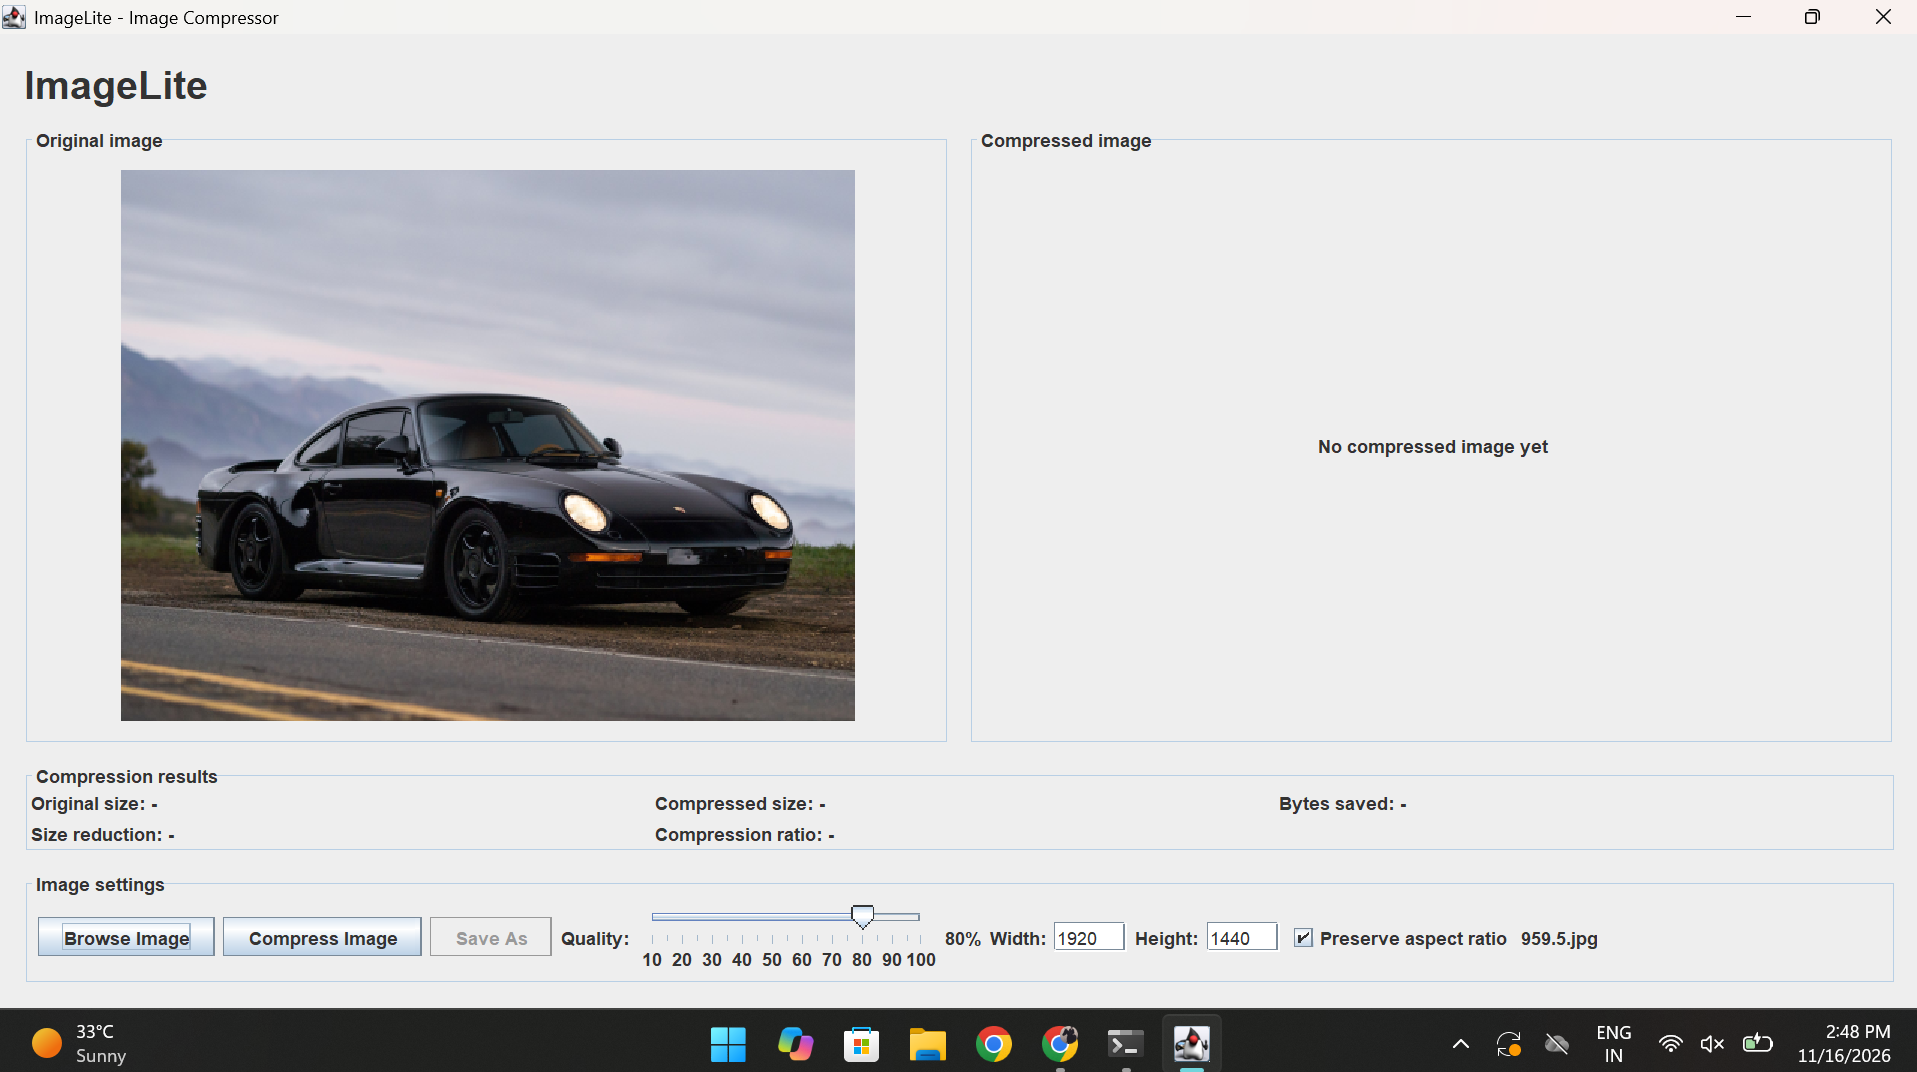 ImageLite - Image Compressor
ImageLite
Original image
Compressed image
No compressed image yet
Compression results
Original size: -
Compressed size: -
Bytes saved: -
Size reduction: -
Compression ratio: -
Image settings
Browse Image
Compress Image
Save As
Quality:
10 20 30 40 50 60 70 80 90 100
80%
Width: 1920
Height: 1440
Preserve aspect ratio
959.5.jpg
33°C
Sunny
ENG
IN
2:48 PM
11/16/2026